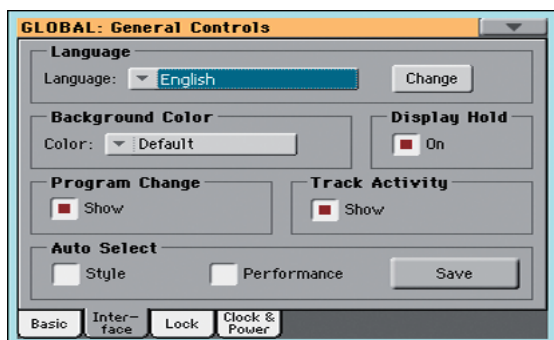 GLOBAL: General Controls
Language
Language: English Change
Background Color
Color: Default
Display Hold
On
Program Change
Show
Track Activity
Show
Auto Select
Style Performance Save
Basic
Inter-
face
Lock
Clock &
Power